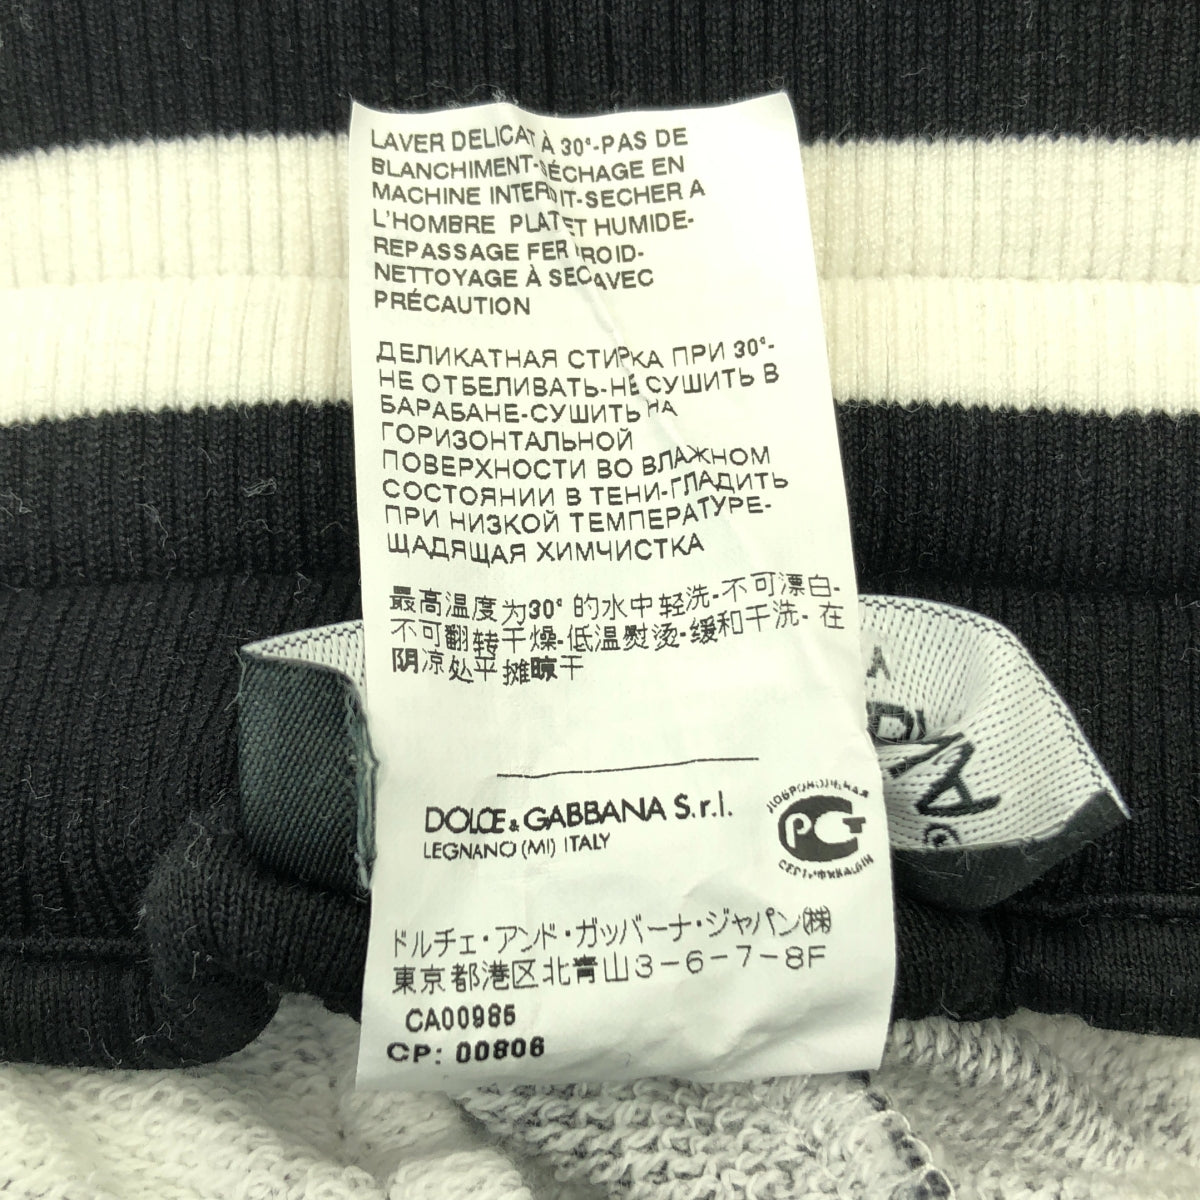 LAVER DELICAT À 30°-PAS DE
BLANCHIMENT-SÉCHAGE EN
MACHINE INTERDIT-SECHER A
L'HOMBRE PLAT ET HUMIDE-
REPASSAGE FER FROID-
NETTOYAGE À SEC AVEC
PRÉCAUTION
ДЕЛИКАТНАЯ СТИРКА ПРИ 30°-
НЕ ОТБЕЛИВАТЬ-НЕ СУШИТЬ В
БАРАБАНЕ-СУШИТЬ НА
ГОРИЗОНТАЛЬНОЙ
ПОВЕРХНОСТИ ВО ВЛАЖНОМ
СОСТОЯНИИ В ТЕНИ-ГЛАДИТЬ
ПРИ НИЗКОЙ ТЕМПЕРАТУРЕ-
ЩАДЯЩАЯ ХИМЧИСТКА
最高温度为30° 的水中轻洗-不可漂白-
不可翻转干燥-低温熨烫-缓和干洗- 在
阴凉处平摊晾干
DOLCE & GABBANA S.r.l.
LEGNANO (MI) ITALY
ДОБРОВОЛЬНАЯ
РСТ
ドルチェ・アンド・ガッバーナ・ジャパン㈱
東京都港区北青山3-6-7-8F
CA00985
CP: 00806